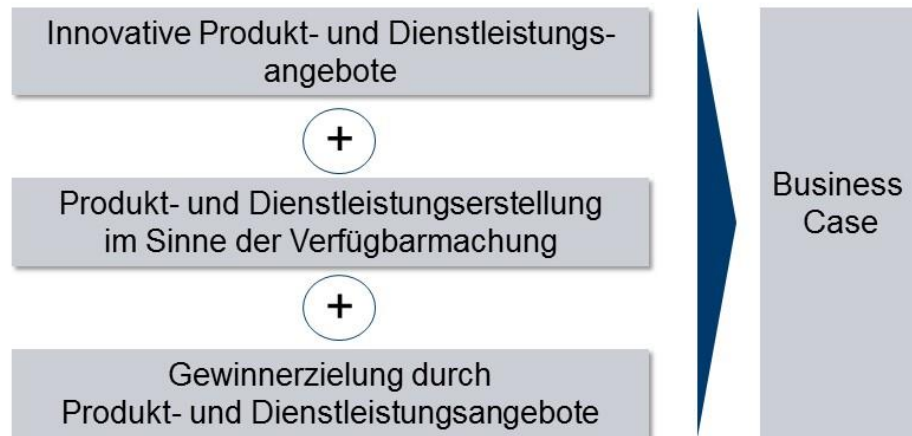 Innovative Produkt- und Dienstleistungs-
angebote
+
Produkt- und Dienstleistungserstellung
im Sinne der Verfügbarmachung
+
Gewinnerzielung durch
Produkt- und Dienstleistungsangebote
Business
Case